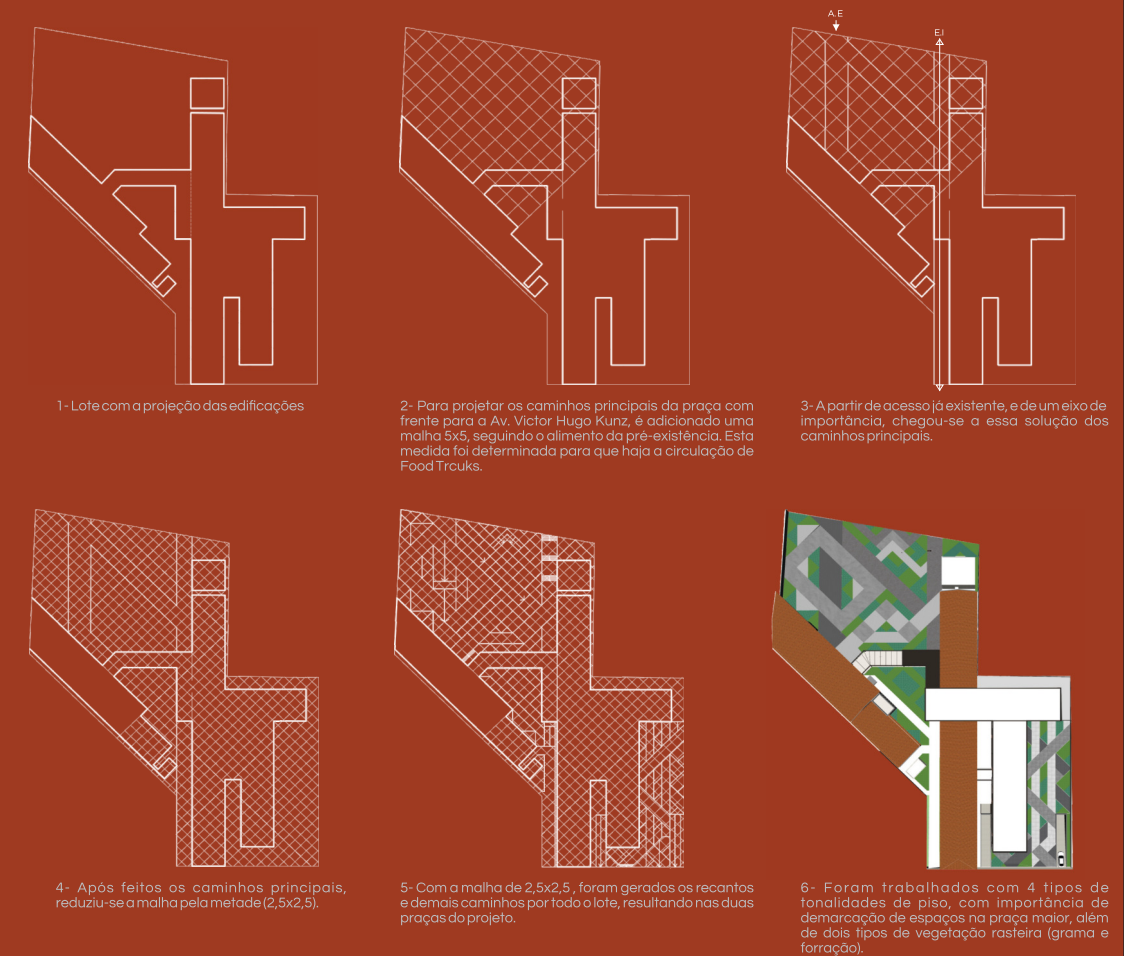 A.E
E.I
1- Lote com a projeção das edificações
2- Para projetar os caminhos principais da praça com
frente para a Av. Victor Hugo Kunz, é adicionado uma
malha 5x5, seguindo o alimento da pré-existência. Esta
medida foi determinada para que haja a circulação de
Food Trcuks.
3- A partir de acesso já existente, e de um eixo de
importância, chegou-se a essa solução dos
caminhos principais.
4- Após feitos os caminhos principais,
reduziu-se a malha pela metade (2,5x2,5).
5- Com a malha de 2,5x2,5 , foram gerados os recantos
e demais caminhos por todo o lote, resultando nas duas
praças do projeto.
6- Foram trabalhados com 4 tipos de
tonalidades de piso, com importância de
demarcação de espaços na praça maior, além
de dois tipos de vegetação rasteira (grama e
forração).